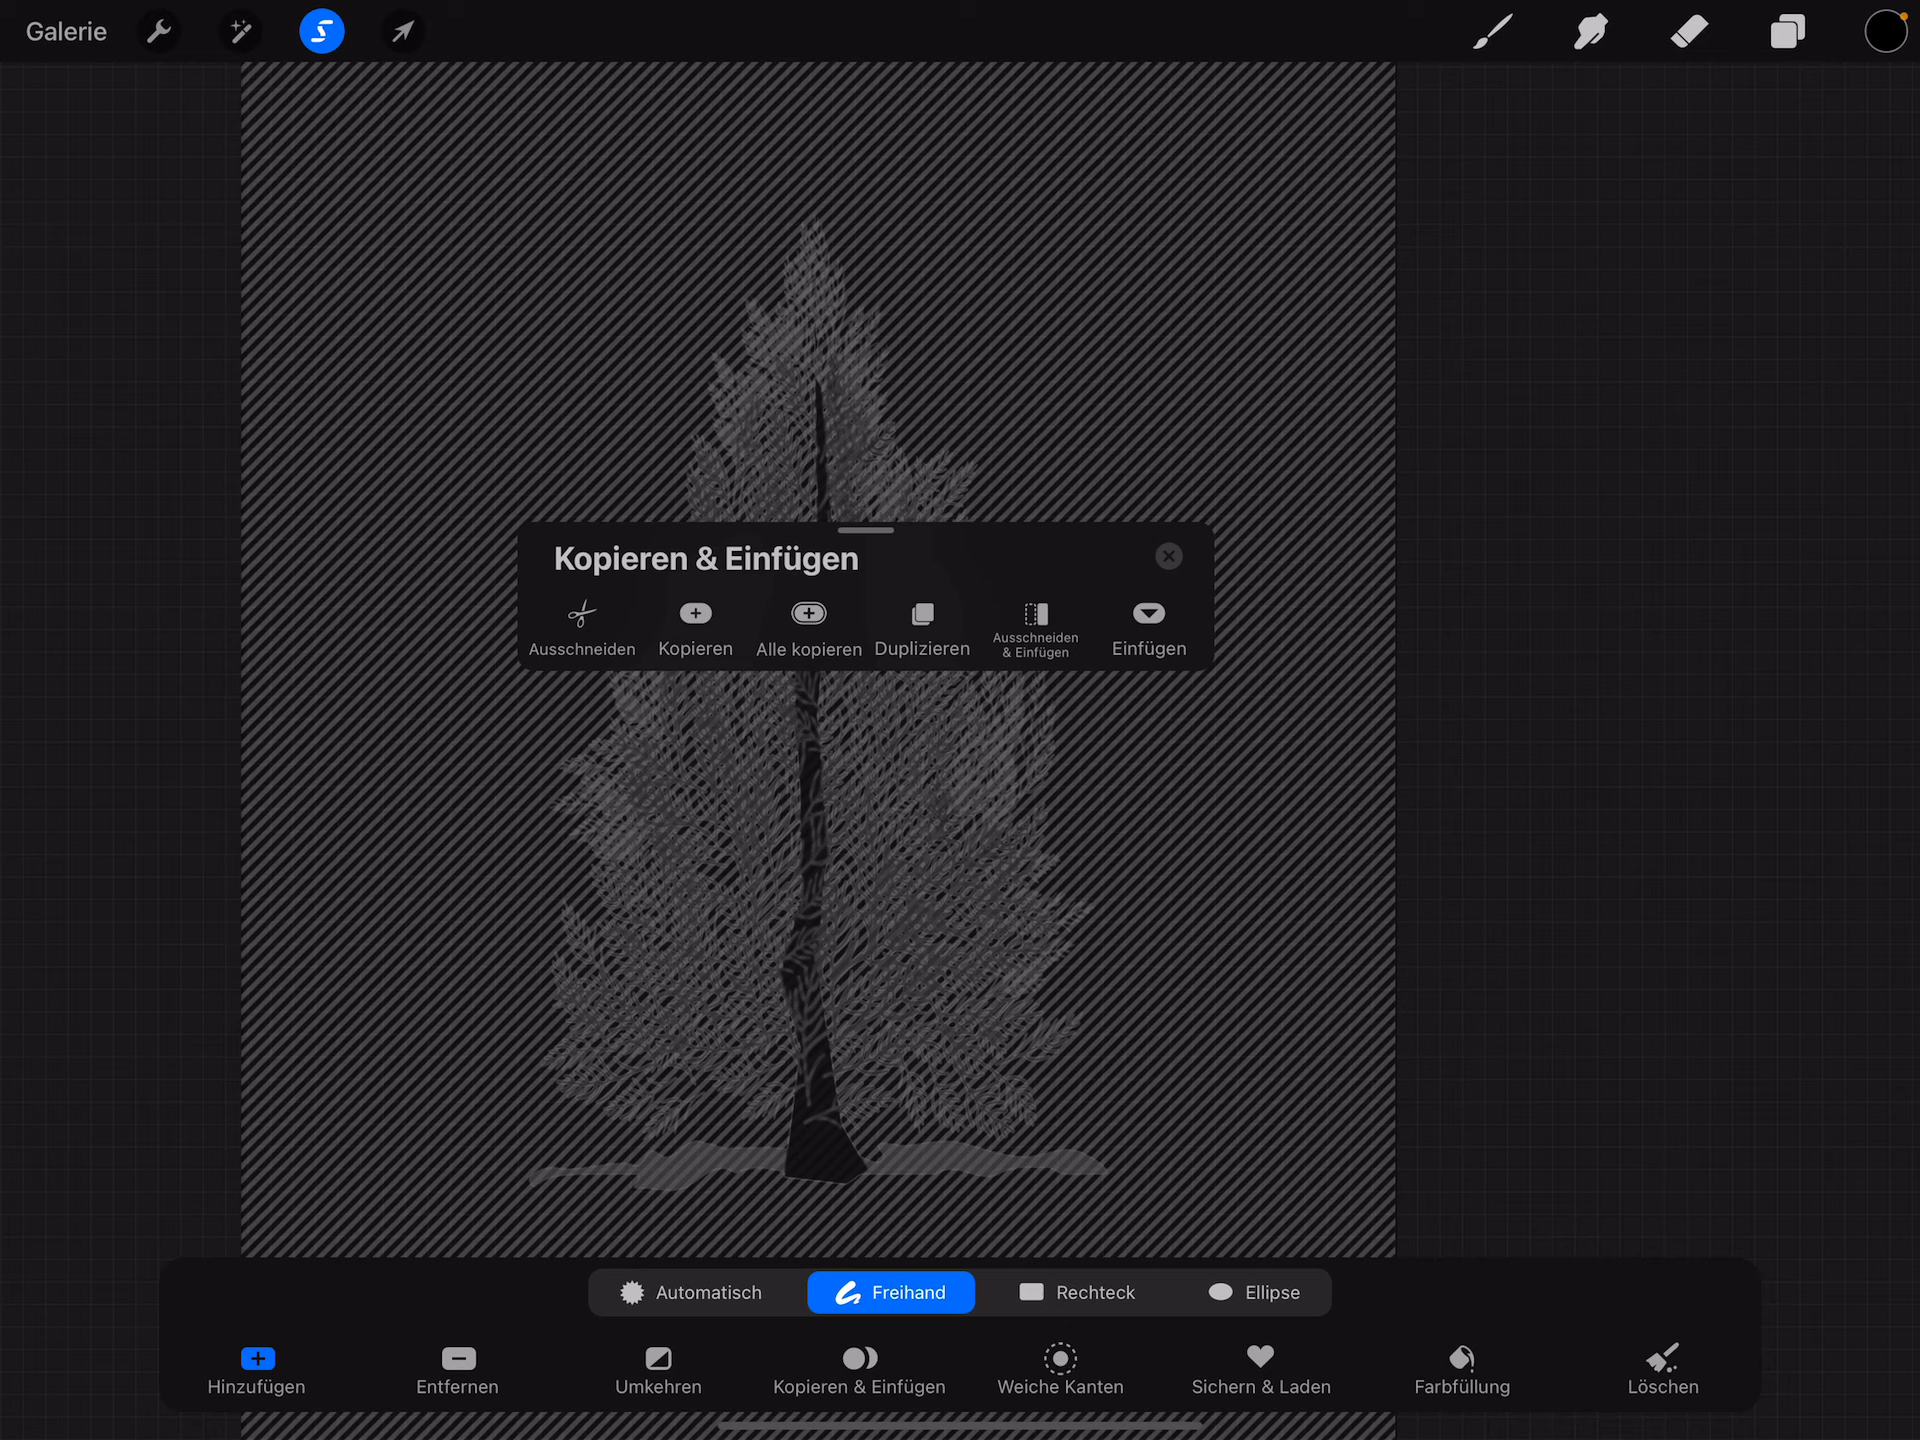 Galerie
Kopieren & Einfügen
Ausschneiden
Kopieren
Alle kopieren
Duplizieren
Ausschneiden
& Einfügen
Einfügen
Automatisch
Freihand
Rechteck
Ellipse
Hinzufügen
Entfernen
Umkehren
Kopieren & Einfügen
Weiche Kanten
Sichern & Laden
Farbfüllung
Löschen